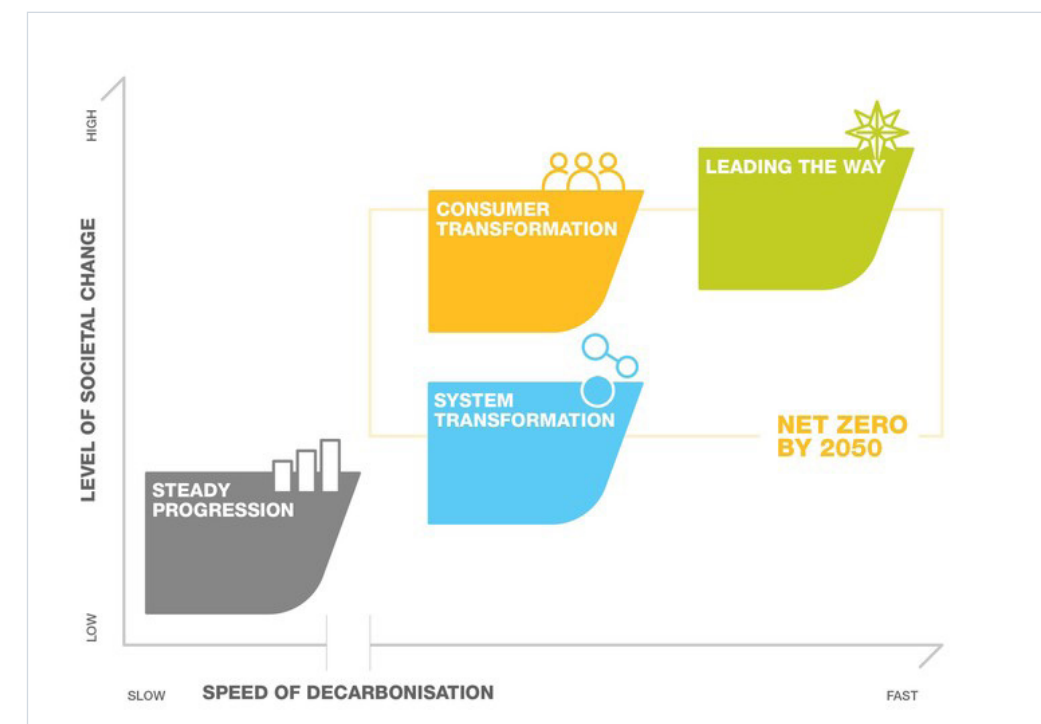 HIGH
LEADING THE WAY
CONSUMER
TRANSFORMATION
LEVEL OF SOCIETAL CHANGE
SYSTEM
TRANSFORMATION
NET ZERO
BY 2050
STEADY
PROGRESSION
LOW
SLOW
SPEED OF DECARBONISATION
FAST